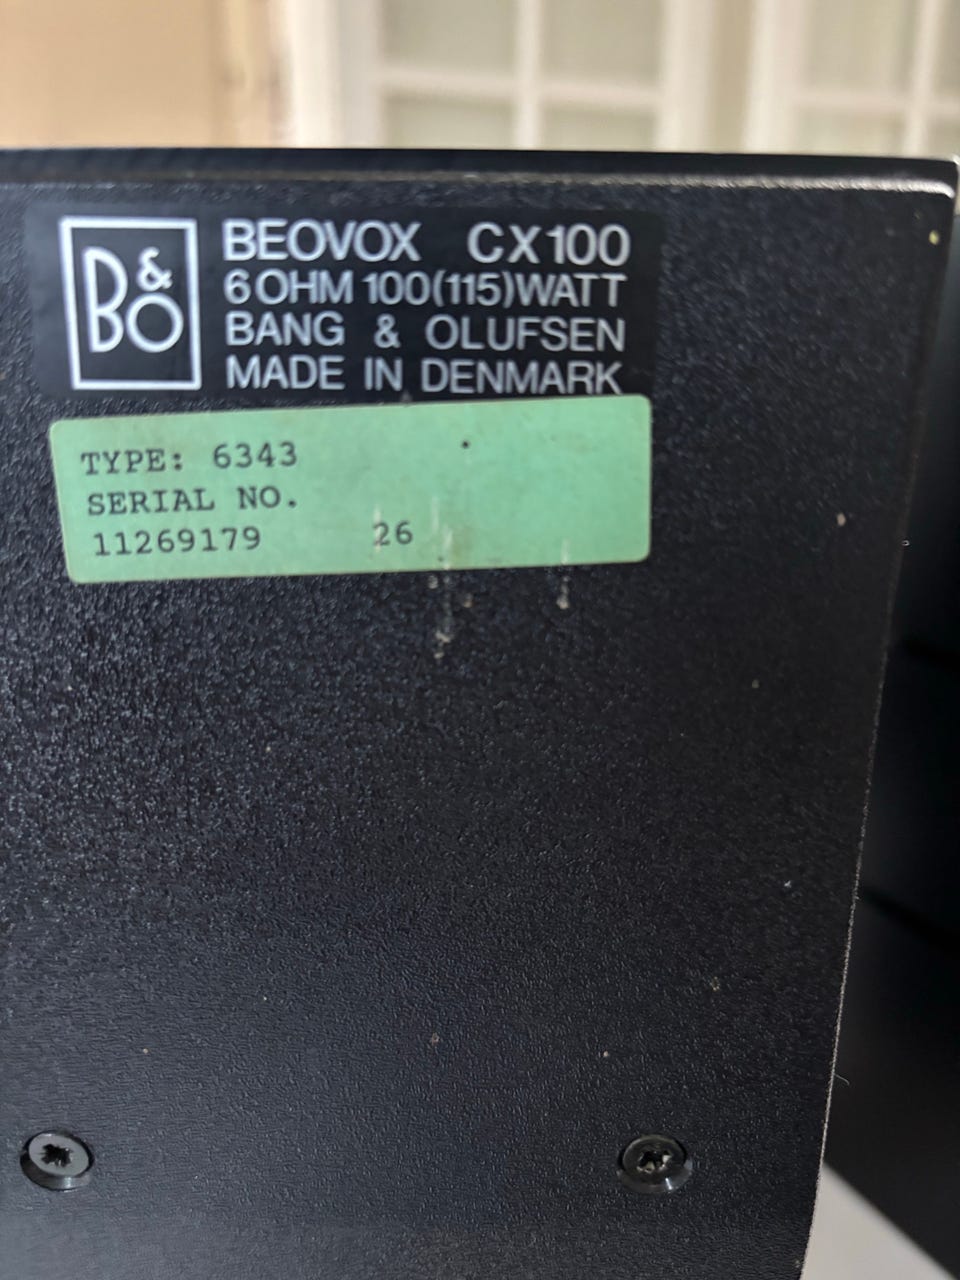 B&O
BEOVOX CX100
6 OHM 100(115)WATT
BANG & OLUFSEN
MADE IN DENMARK
TYPE: 6343
SERIAL NO.
11269179 26